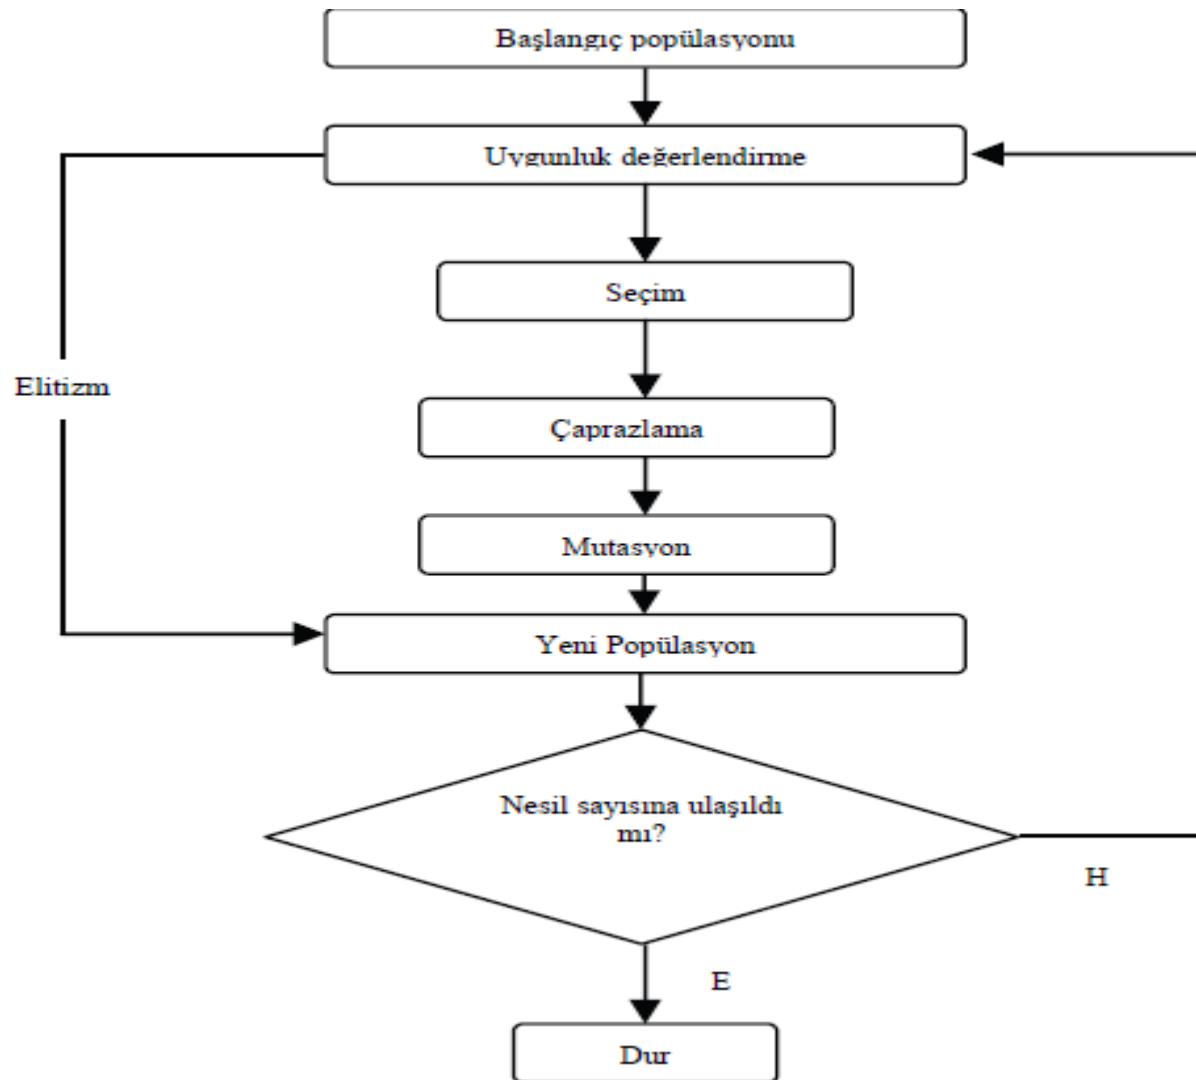 Başlangıç popülasyonu
Uygunluk değerlendirme
Seçim
Elitizm
Çaprazlama
Mutasyon
Yeni Popülasyon
Nesil sayısına ulaşıldı
mı?
H
E
Dur